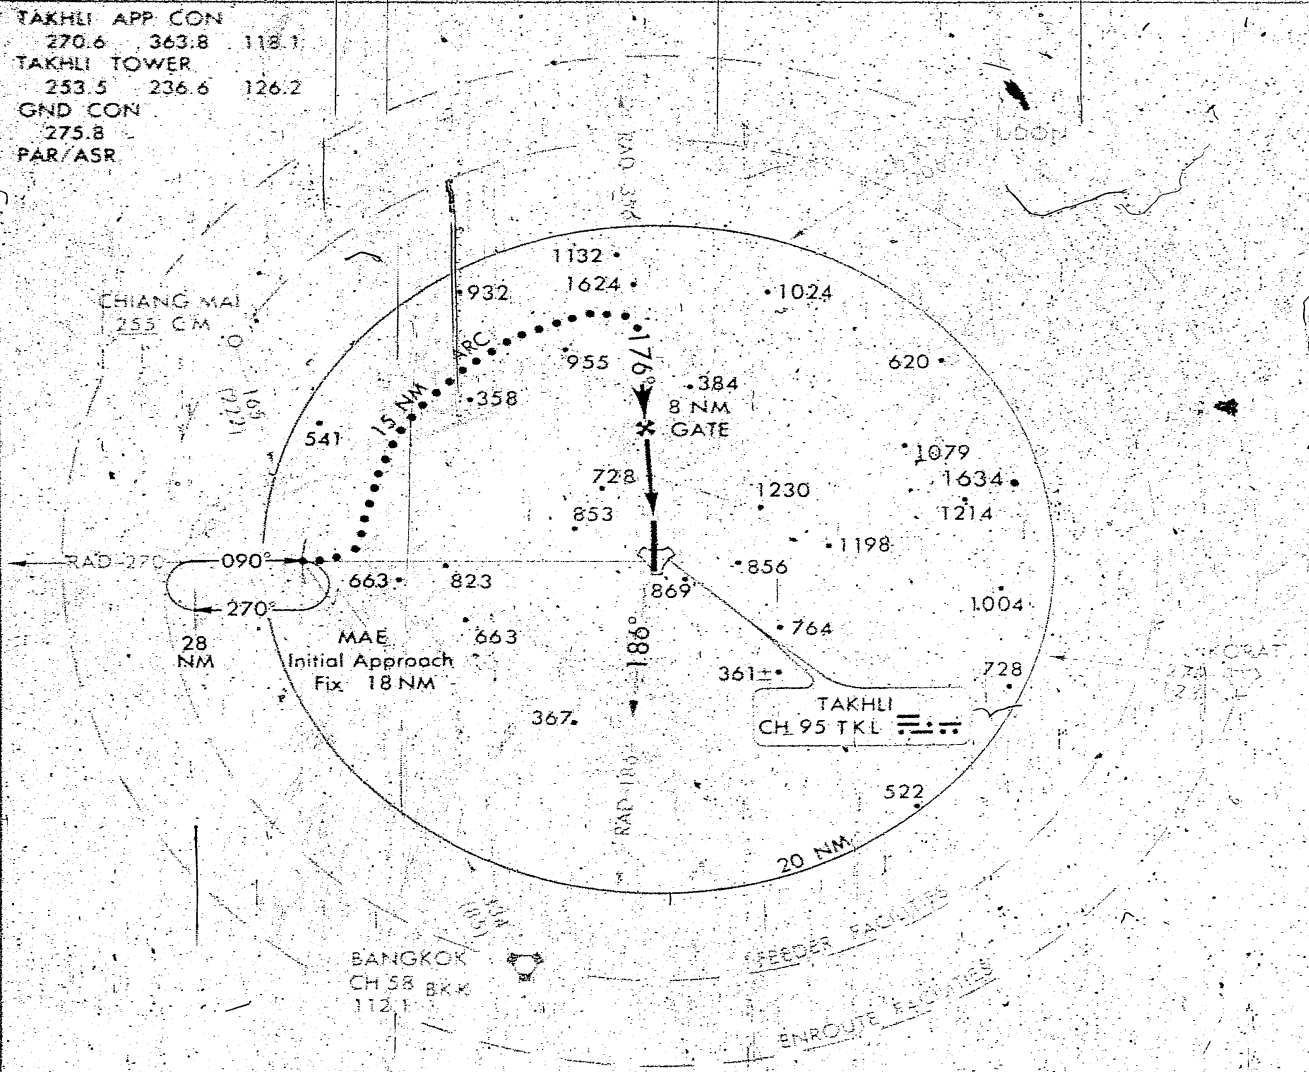 TAKHLI APP CON
270.6 363.8 118.1
TAKHLI TOWER
253.5 236.6 126.2
GND CON
275.8
PAR/ASR
UDON
1132
1624
932
1024
CHIANG MAI
255 CM
ARC
955
176°
620
384
8 NM
GATE
358
15 NM
541
1079
1634
1214
728
1230
853
1198
RAD-270
090°
663
823
856
869
270°
1004
28
NM
MAE
Initial Approach
Fix 18 NM
663
186°
764
361±
728
KORAT
TAKHLI
CH 95 TKL
367
RAD-186
522
20 NM
BANGKOK
CH 58 BKK
112.1
FEEDER FACILITIES
ENROUTE FACILITIES